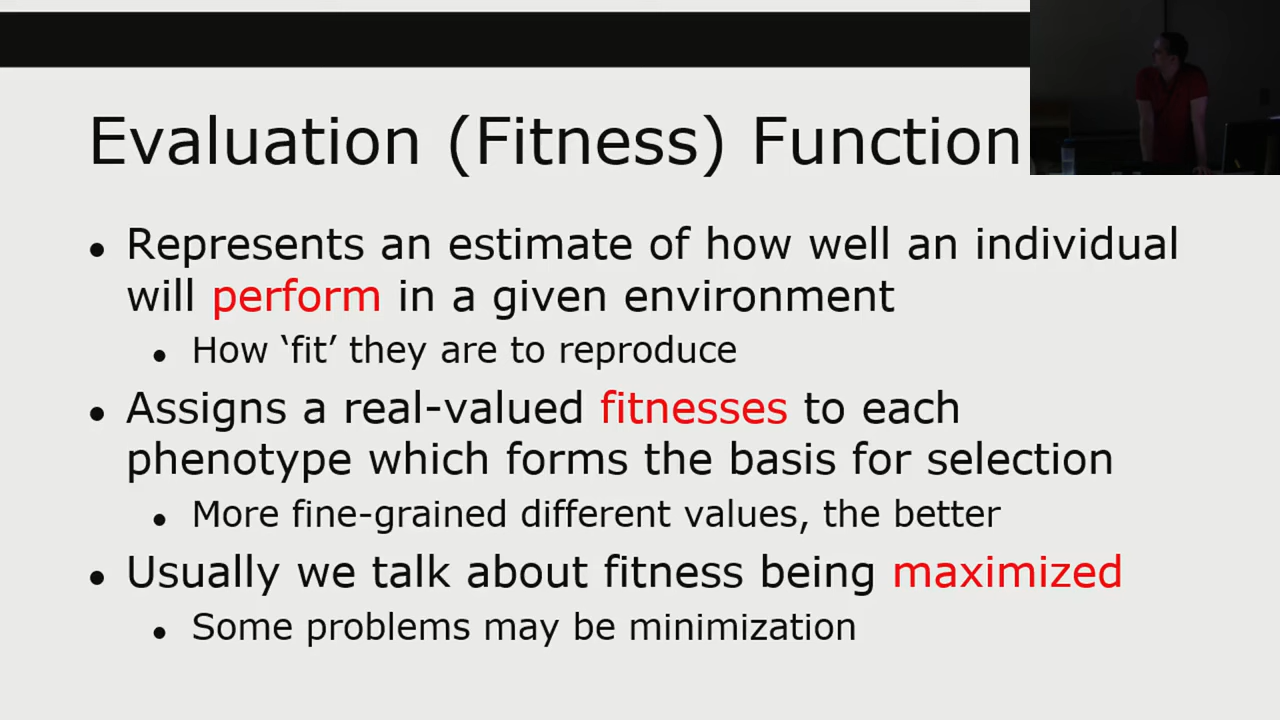 Evaluation (Fitness) Function
• Represents an estimate of how well an individual
will perform in a given environment
• How ‘fit’ they are to reproduce
• Assigns a real-valued fitnesses to each
phenotype which forms the basis for selection
• More fine-grained different values, the better
• Usually we talk about fitness being maximized
• Some problems may be minimization